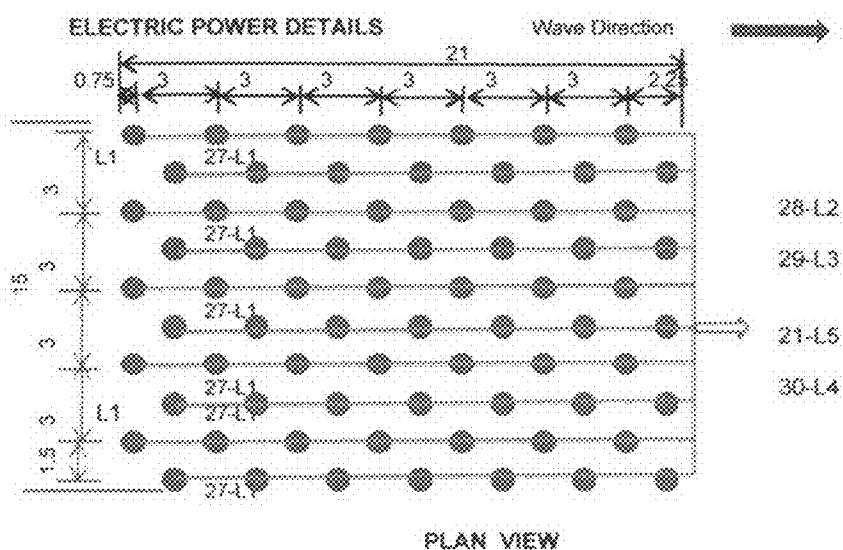 ELECTRIC POWER DETAILS Wave Direction
21
0.75 3 3 3 3 3 3 2.25
L1
27-L1
3
28-L2
27-L1
29-L3
3
15
27-L1
21-L5
3
27-L1
30-L4
27-L1
L1
3
1.5
27-L1
PLAN VIEW